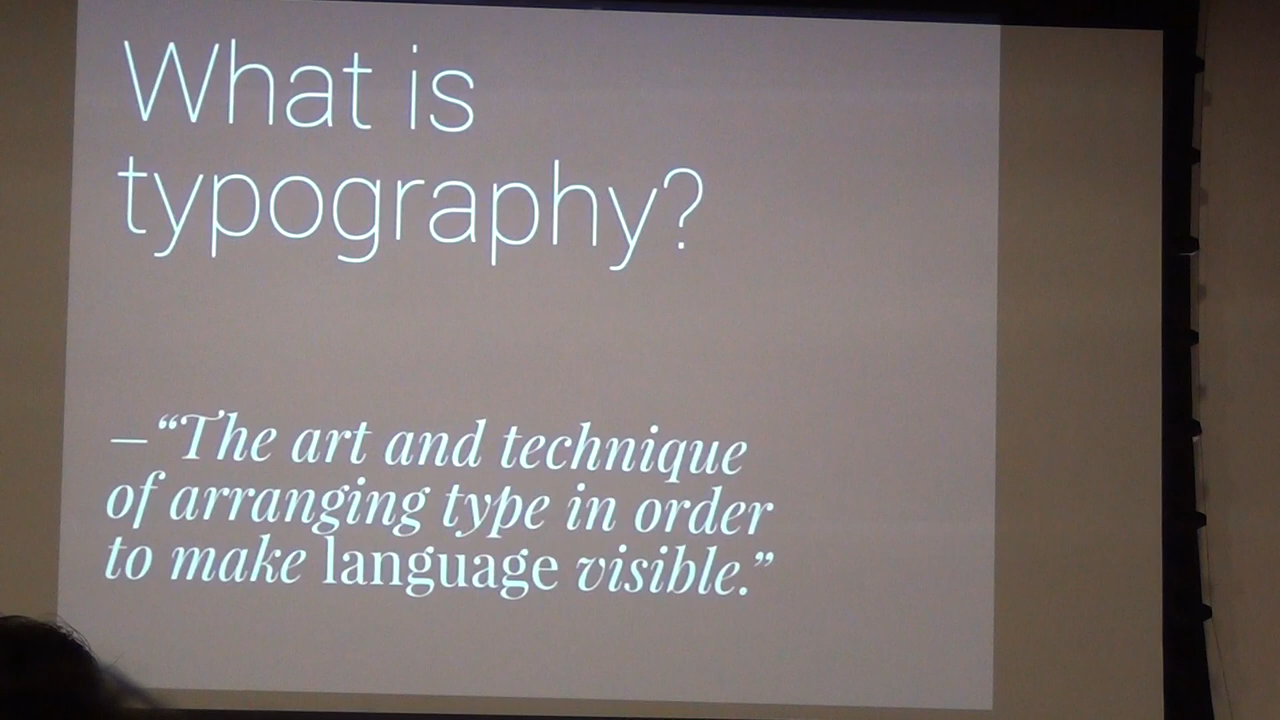 What is
typography?
—“The art and technique
of arranging type in order
to make language visible.”